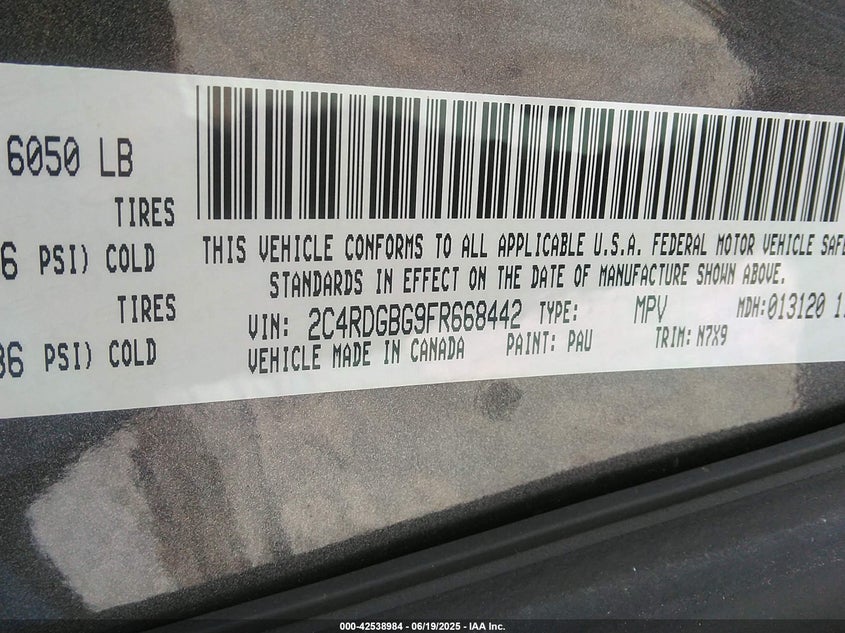 6050 LB
TIRES
6 PSI) COLD
TIRES
36 PSI) COLD
THIS VEHICLE CONFORMS TO ALL APPLICABLE U.S.A. FEDERAL MOTOR VEHICLE SAFE
STANDARDS IN EFFECT ON THE DATE OF MANUFACTURE SHOWN ABOVE.
VIN: 2C4RDGBG9FR668442 TYPE: MPV MDH:013120 1
VEHICLE MADE IN CANADA PAINT: PAU TRIM: N7X9
000-42538984 - 06/19/2025 - IAA Inc.